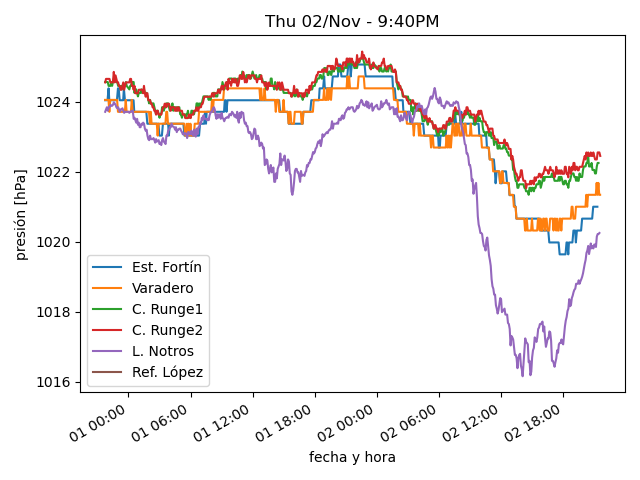 Thu 02/Nov - 9:40PM
presión [hPa]
1024
1022
1020
1018
1016
Est. Fortín
Varadero
C. Runge1
C. Runge2
L. Notros
Ref. López
01 00:00
01 06:00
01 12:00
01 18:00
02 00:00
02 06:00
02 12:00
02 18:00
fecha y hora